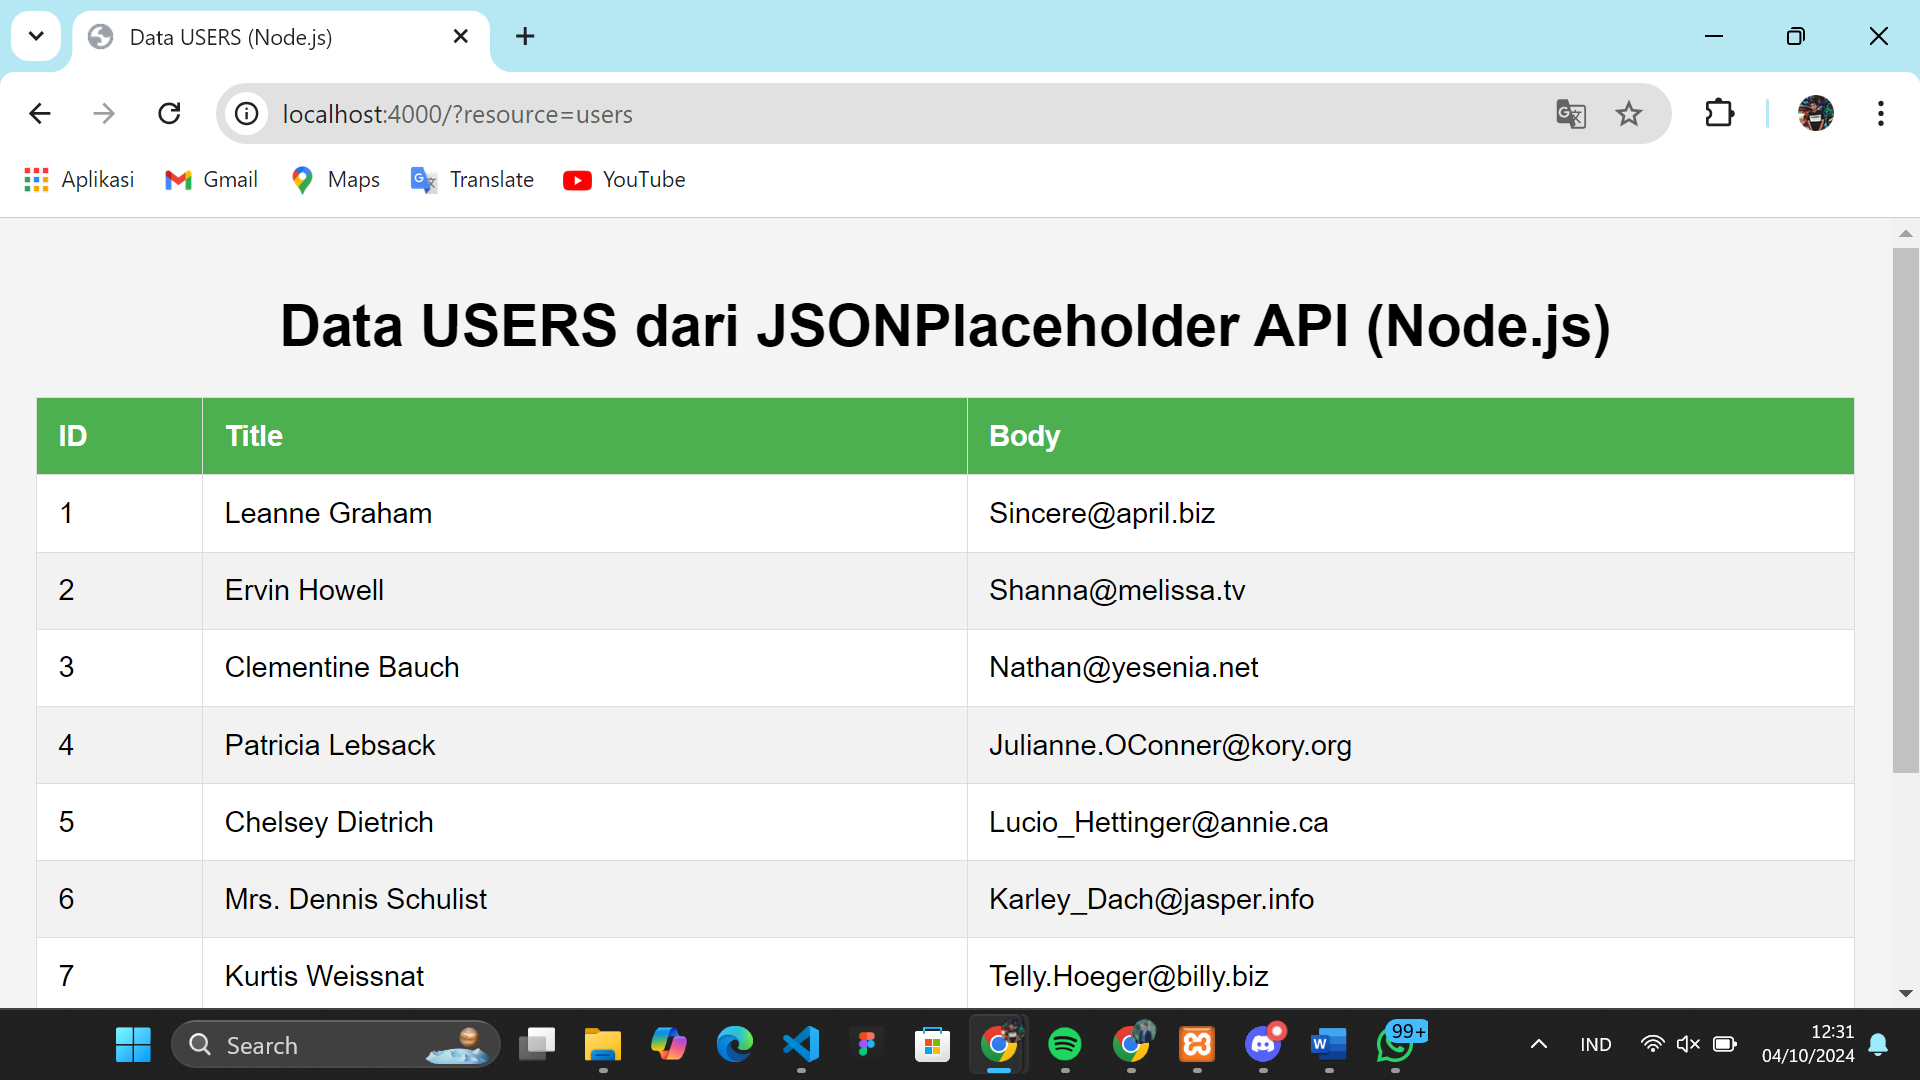 Data USERS (Node.js)
localhost:4000/?resource=users
Aplikasi
Gmail
Maps
Translate
YouTube
Data USERS dari JSONPlaceholder API (Node.js)
ID Title Body
1 Leanne Graham Sincere@april.biz
2 Ervin Howell Shanna@melissa.tv
3 Clementine Bauch Nathan@yesenia.net
4 Patricia Lebsack Julianne.OConner@kory.org
5 Chelsey Dietrich Lucio_Hettinger@annie.ca
6 Mrs. Dennis Schulist Karley_Dach@jasper.info
7 Kurtis Weissnat Telly.Hoeger@billy.biz
Search
99+
IND
12:31
04/10/2024